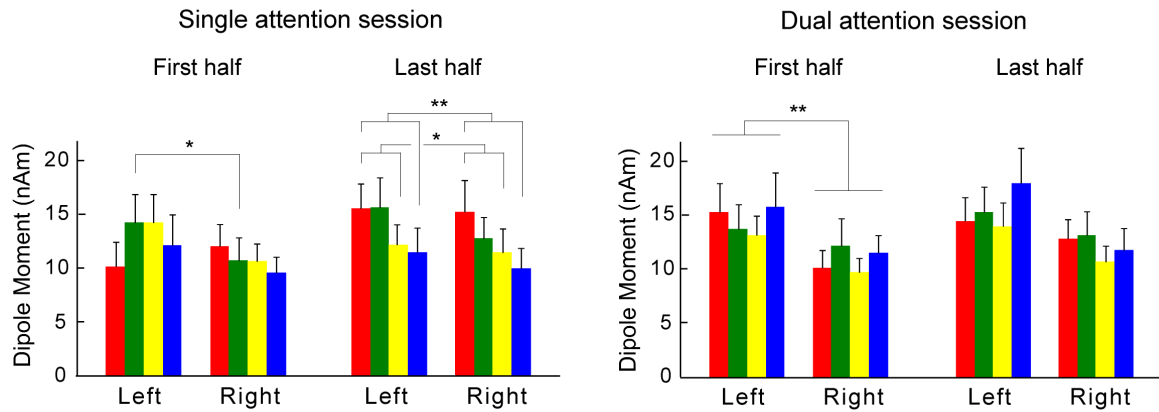 Single attention session
First half
Last half
**
*
*
20
15
10
5
0
Dipole Moment (nAm)
Left
Right
Left
Right
Dual attention session
First half
Last half
**
20
15
10
5
0
Dipole Moment (nAm)
Left
Right
Left
Right